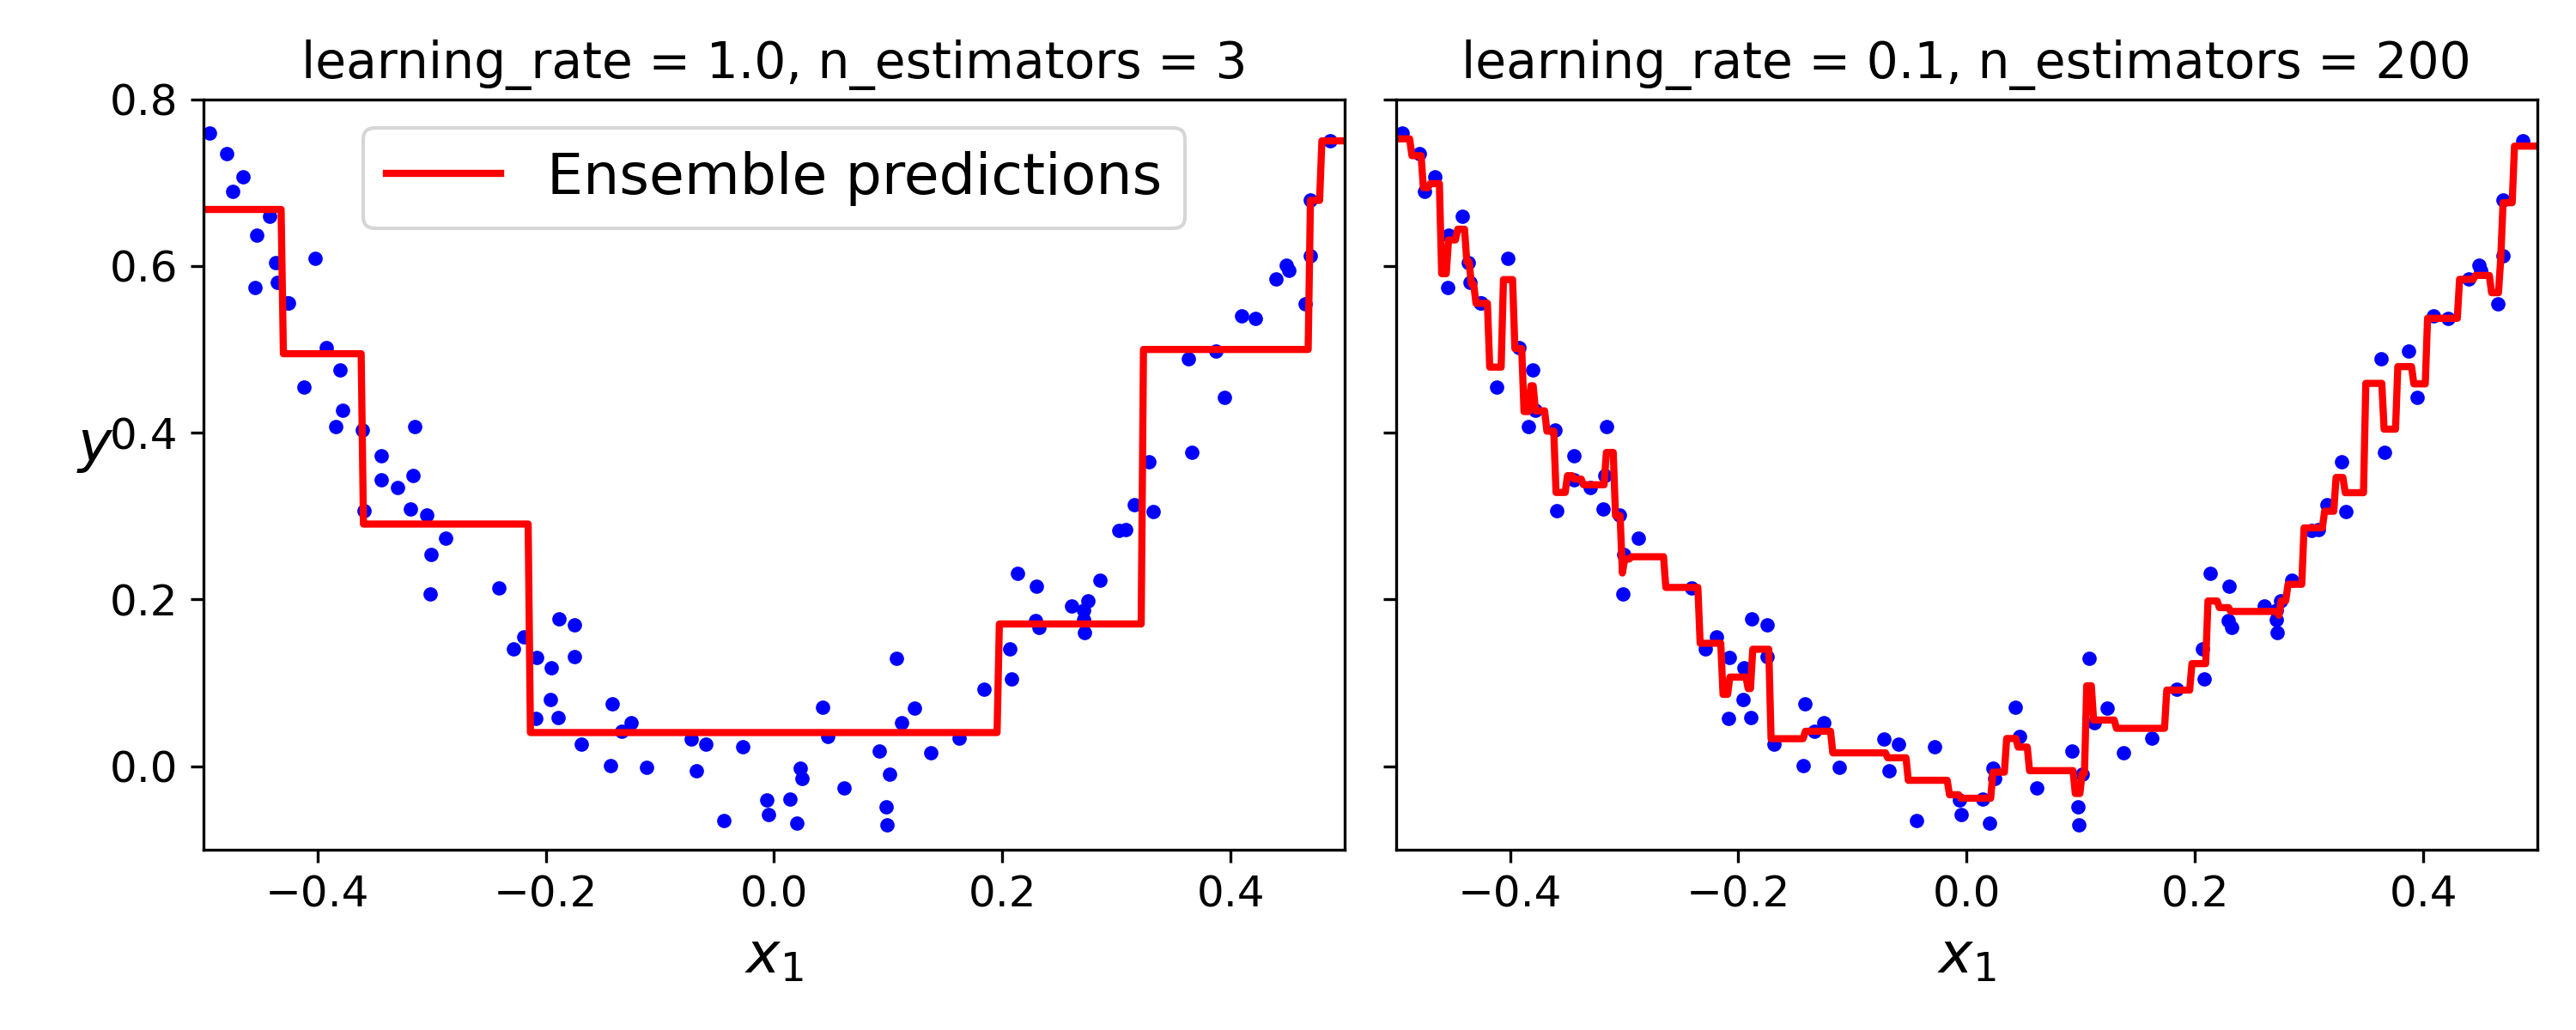 learning_rate = 1.0, n_estimators = 3
learning_rate = 0.1, n_estimators = 200
Ensemble predictions
0.8
0.6
0.4
0.2
0.0
y
−0.4 −0.2 0.0 0.2 0.4
−0.4 −0.2 0.0 0.2 0.4
x₁
x₁